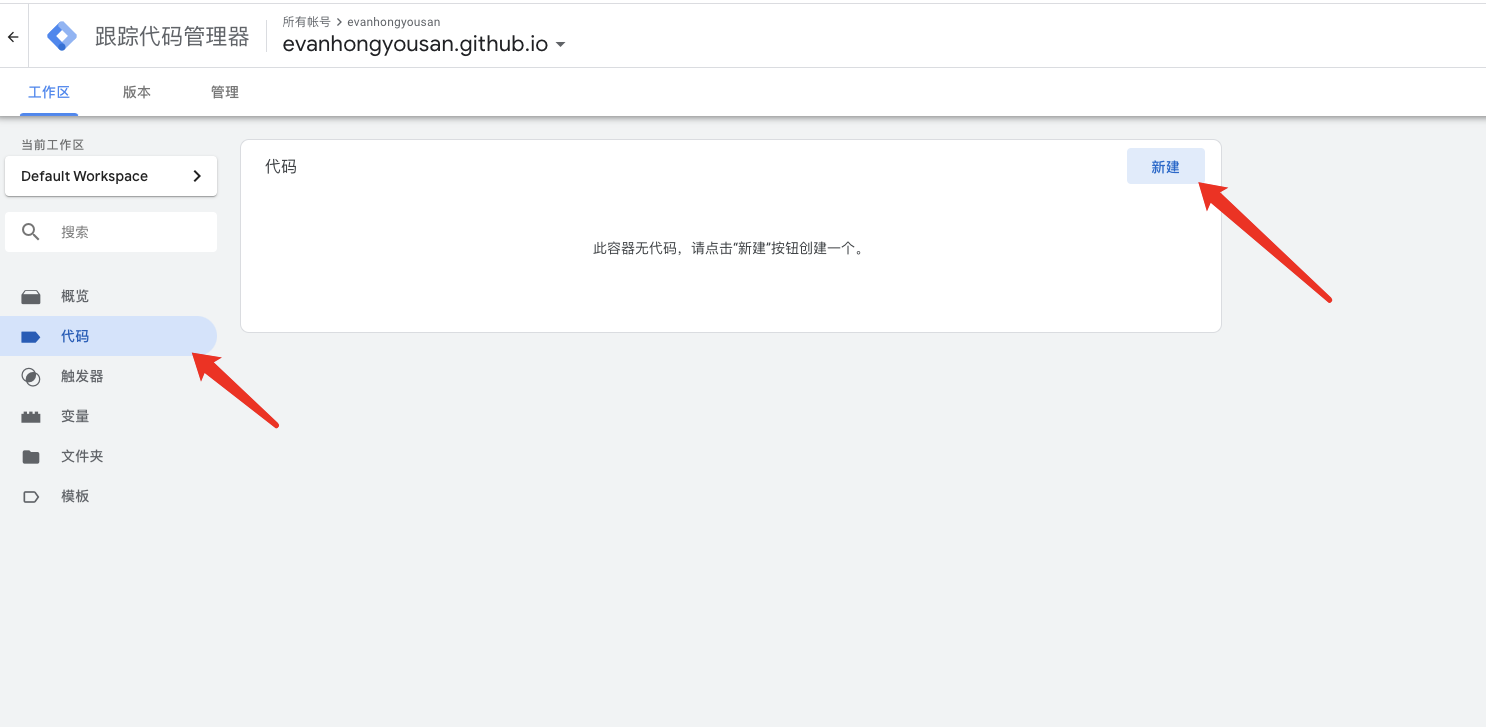 所有帐号 > evanhongyousan
跟踪代码管理器
evanhongyousan.github.io
工作区 版本 管理
当前工作区
Default Workspace
搜索
概览
代码
触发器
变量
文件夹
模板
代码
新建
此容器无代码，请点击“新建”按钮创建一个。